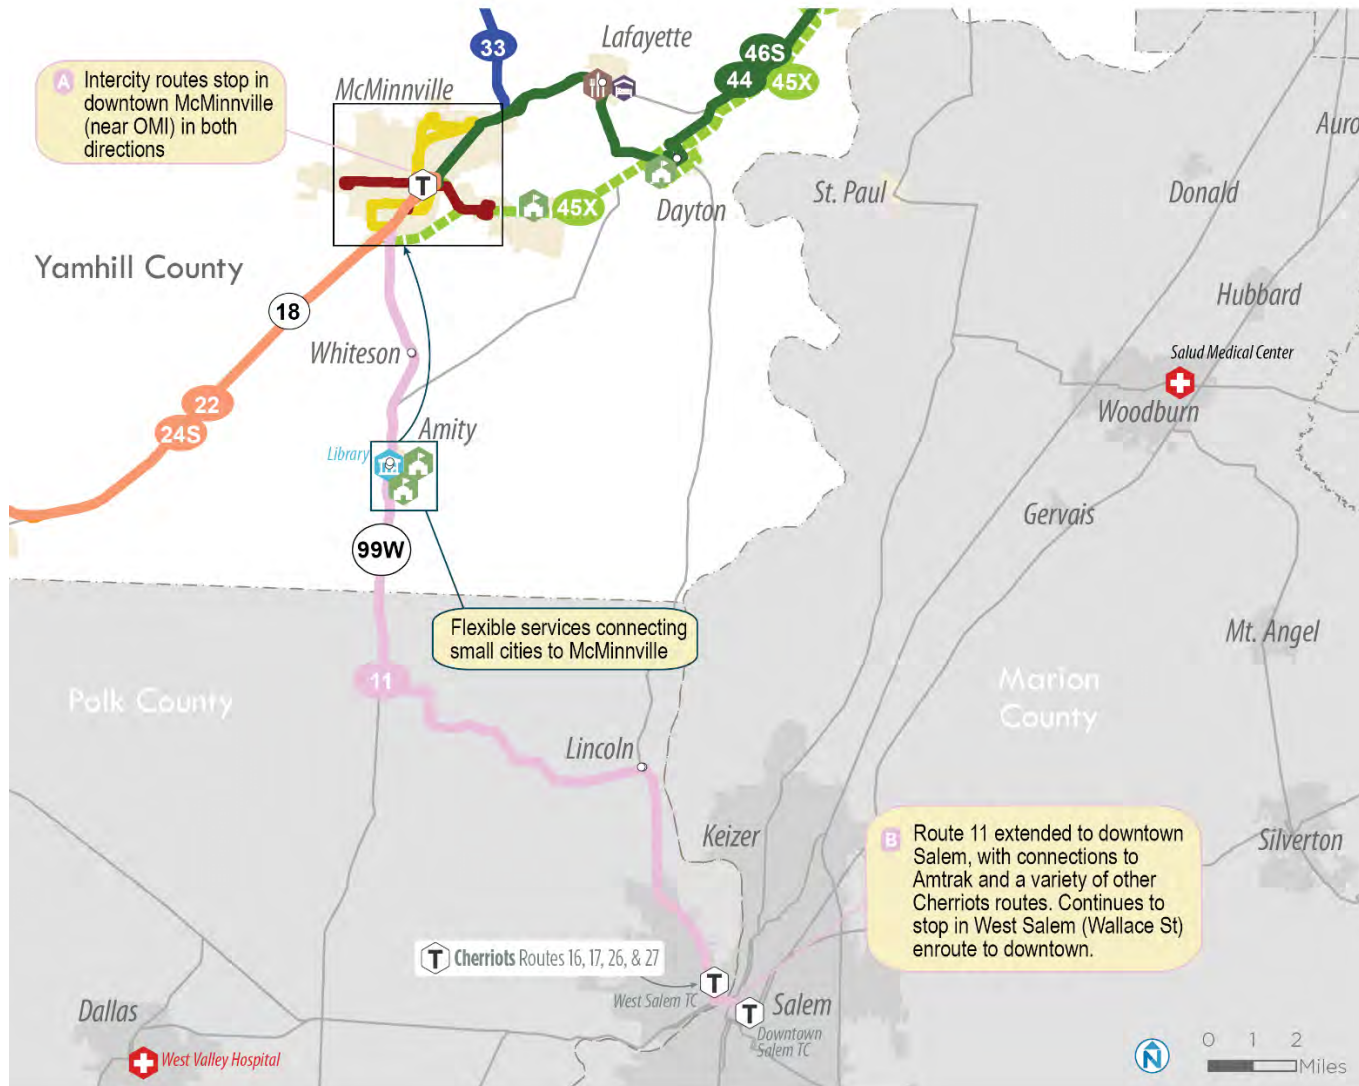 33
Lafayette
46S
44
45X
A Intercity routes stop in
downtown McMinnville
(near OMI) in both
directions
McMinnville
T
45X
Dayton
St. Paul
Donald
Auro
Yamhill County
Hubbard
18
Whiteson
Salud Medical Center
Woodburn
22
24S
Amity
Library
Gervais
99W
Flexible services connecting
small cities to McMinnville
Mt. Angel
11
Polk County
Marion
County
Lincoln
Keizer
B Route 11 extended to downtown
Salem, with connections to
Amtrak and a variety of other
Cherriots routes. Continues to
stop in West Salem (Wallace St)
enroute to downtown.
Silverton
T Cherriots Routes 16, 17, 26, & 27
T
West Salem TC
T
Salem
Downtown
Salem TC
Dallas
West Valley Hospital
N
0 1 2
Miles